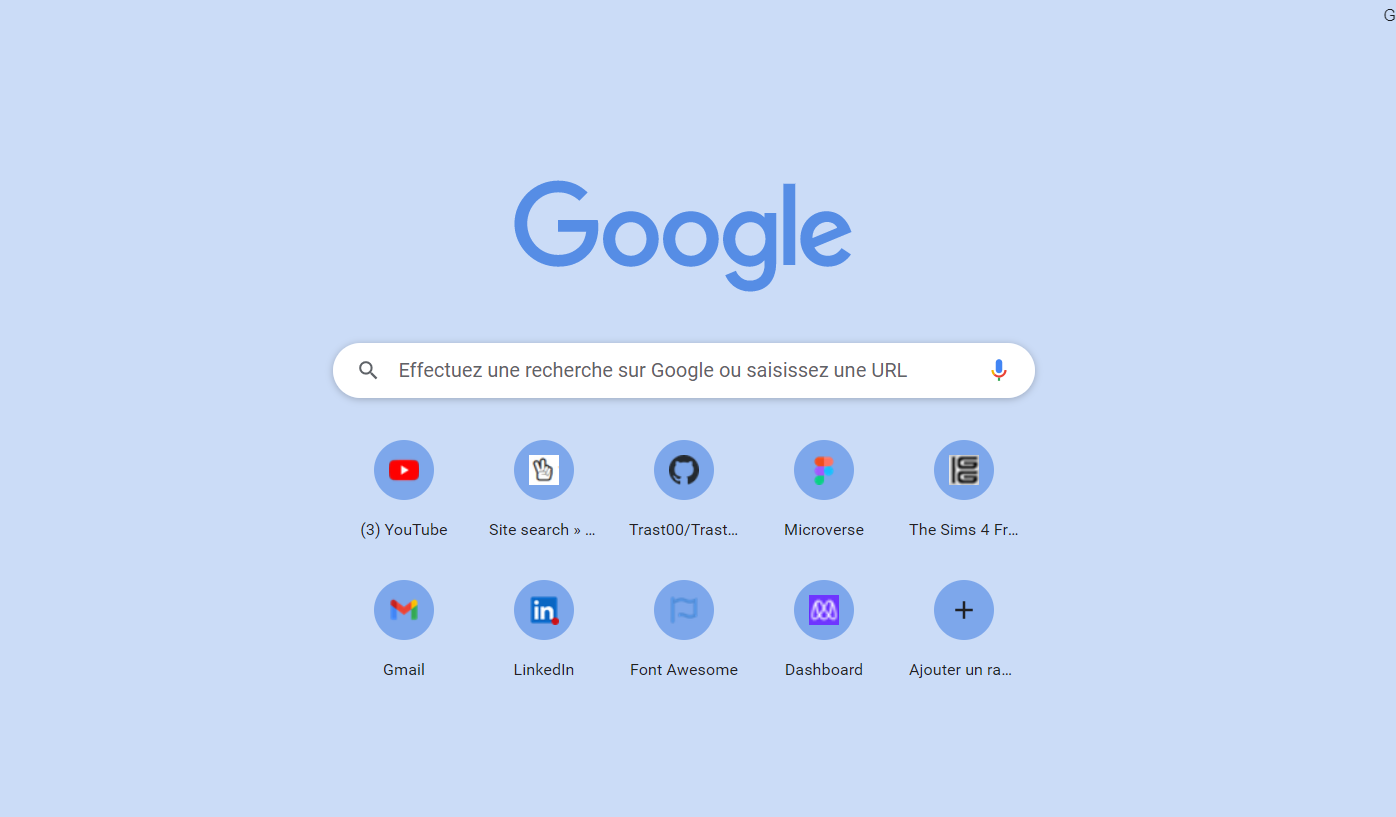 G
Google
Effectuez une recherche sur Google ou saisissez une URL
(3) YouTube
Site search » ...
Trast00/Trast...
Microverse
The Sims 4 Fr...
in
Gmail
LinkedIn
Font Awesome
Dashboard
Ajouter un ra...